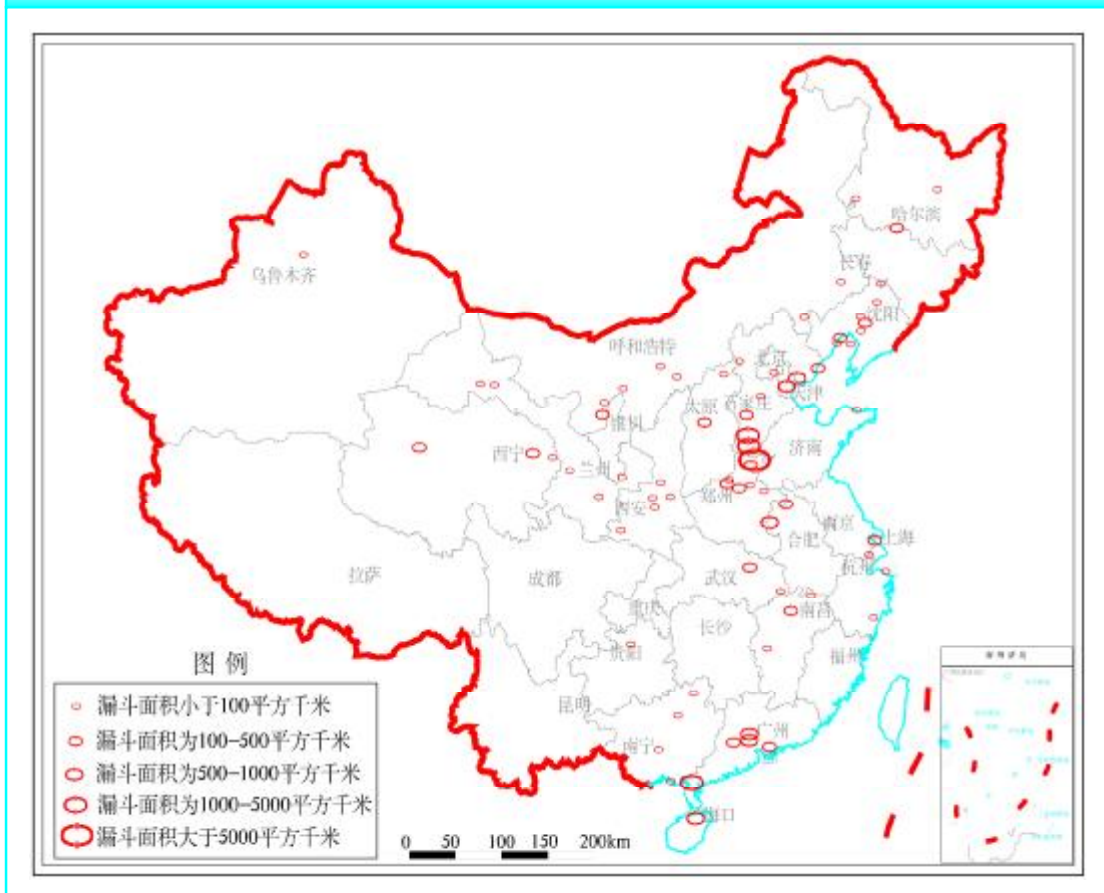 哈尔滨
长春
乌鲁木齐
沈阳
呼和浩特
北京
天津
石家庄
太原
银川
济南
西宁
兰州
郑州
西安
南京
合肥
上海
杭州
拉萨
成都
武汉
重庆
南昌
长沙
贵阳
福州
昆明
广州
南宁
海口
图 例
漏斗面积小于100平方千米
漏斗面积为100-500平方千米
漏斗面积为500-1000平方千米
漏斗面积为1000-5000平方千米
漏斗面积大于5000平方千米
0 50 100 150 200km